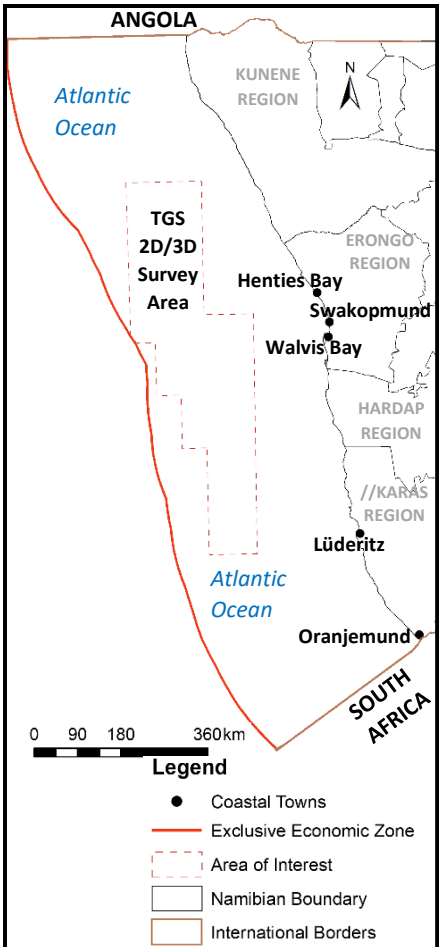 ANGOLA
KUNENE
REGION
N
Atlantic
Ocean
TGS
2D/3D
Survey
Area
ERONGO
REGION
Henties Bay
Swakopmund
Walvis Bay
HARDAP
REGION
//KARAS
REGION
Lüderitz
Atlantic
Ocean
Oranjemund
SOUTH
AFRICA
0 90 180 360 km
Legend
Coastal Towns
Exclusive Economic Zone
Area of Interest
Namibian Boundary
International Borders